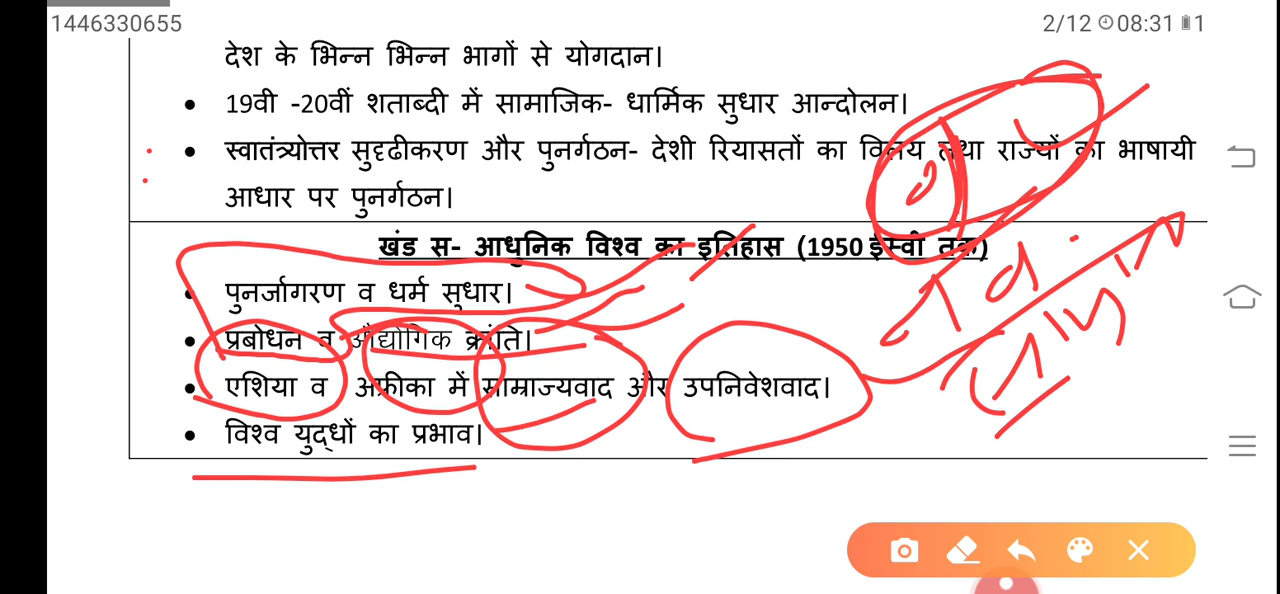 1446330655
2/12 08:31 1
देश के भिन्न भिन्न भागों से योगदान।
• 19वी -20वीं शताब्दी में सामाजिक- धार्मिक सुधार आन्दोलन।
• स्वातंत्र्योत्तर सुदृढीकरण और पुनर्गठन- देशी रियासतों का विलय तथा राज्यों का भाषायी
आधार पर पुनर्गठन।
खंड स- आधुनिक विश्व का इतिहास (1950 ईस्वी तक)
• पुनर्जागरण व धर्म सुधार।
• प्रबोधन व औद्योगिक क्रांति।
• एशिया व अफ्रीका में साम्राज्यवाद और उपनिवेशवाद।
• विश्व युद्धों का प्रभाव।